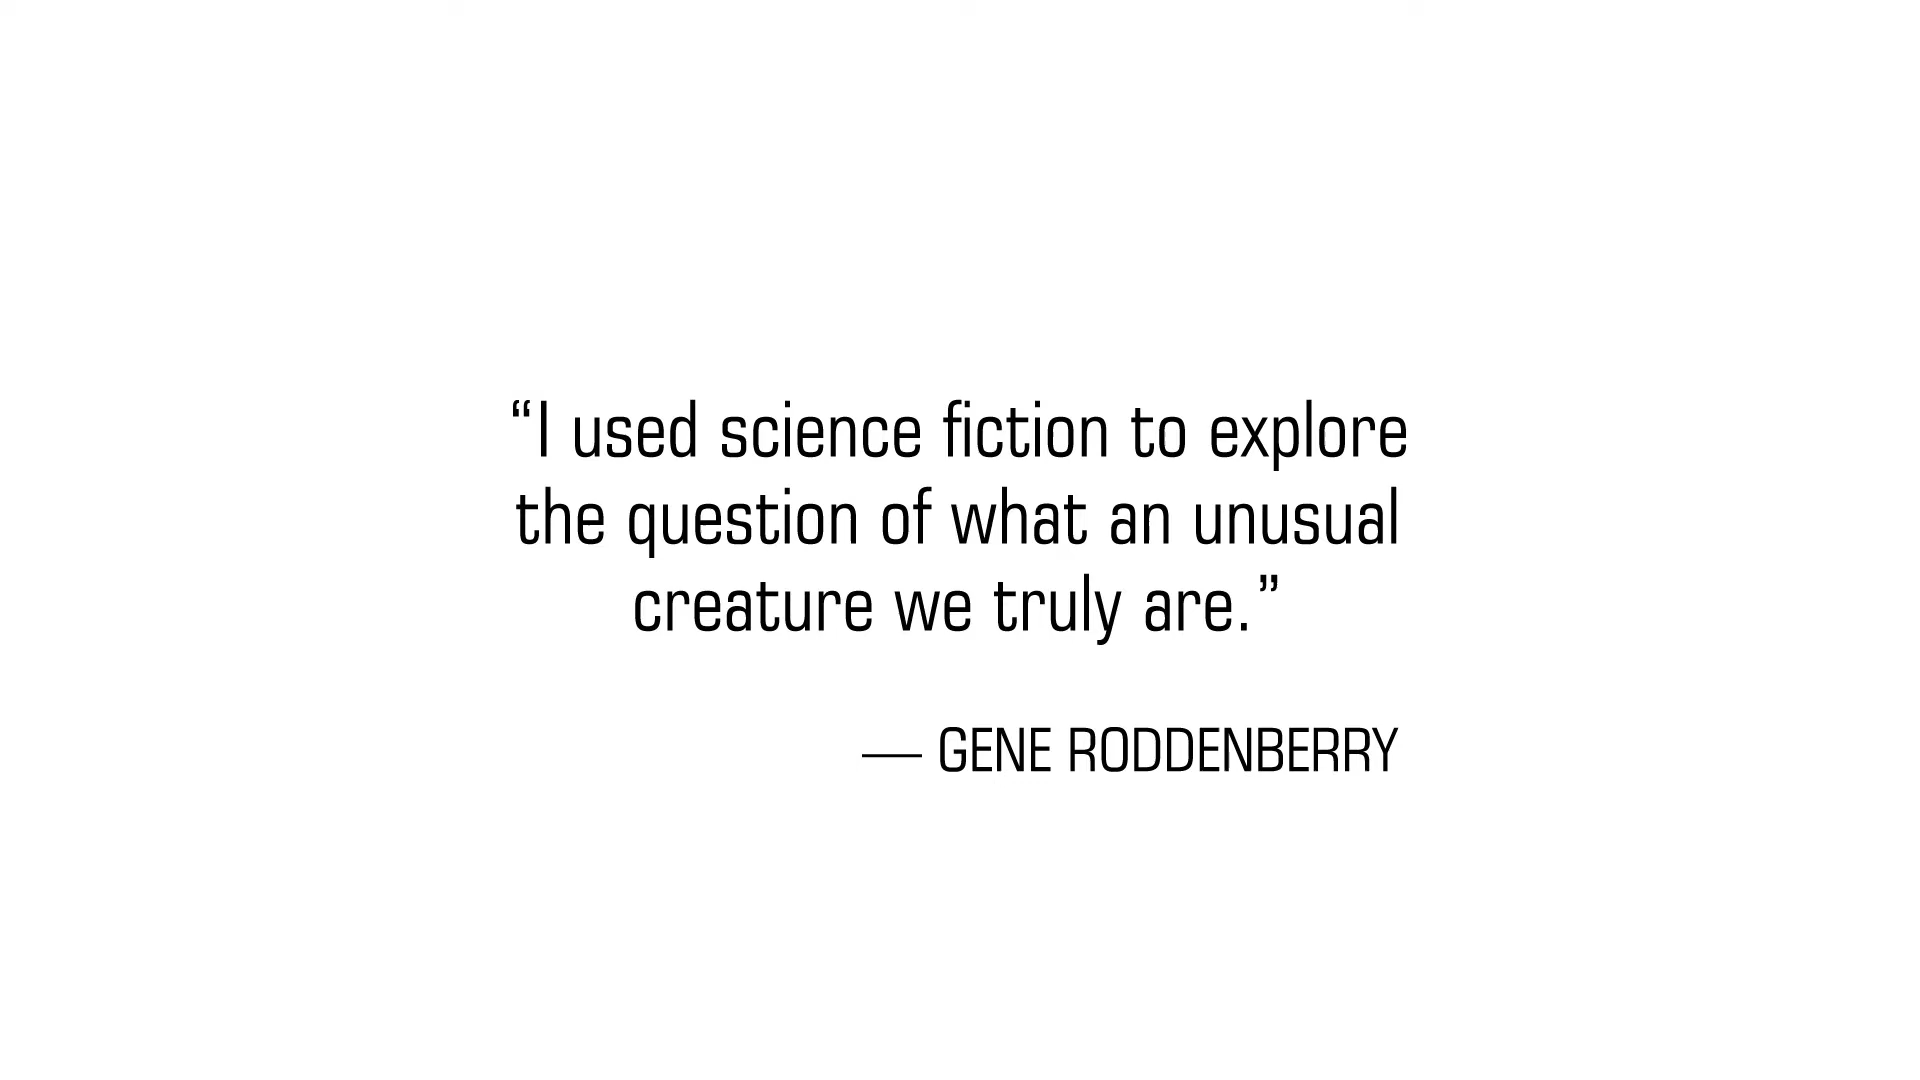 “I used science fiction to explore
the question of what an unusual
creature we truly are.”
— GENE RODDENBERRY